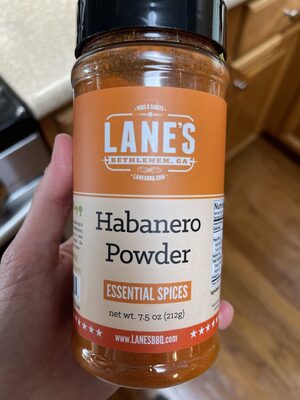 RUBS & SAUCES
LANE'S
BETHLEHEM, GA
LANESBBQ.COM
Habanero
Powder
ESSENTIAL SPICES
net wt. 7.5 oz (212g)
www.LANESBBQ.com